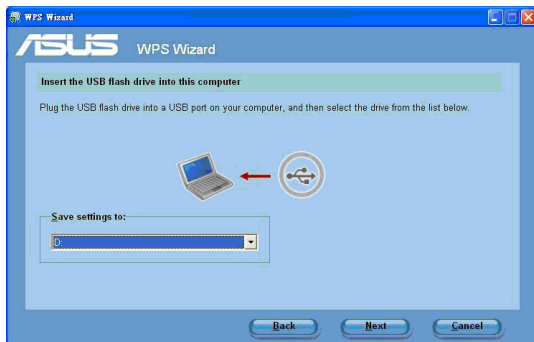 WPS Wizard
ASUS WPS Wizard
Insert the USB flash drive into this computer
Plug the USB flash drive into a USB port on your computer, and then select the drive from the list below.
Save settings to:
D:
Back Next Cancel